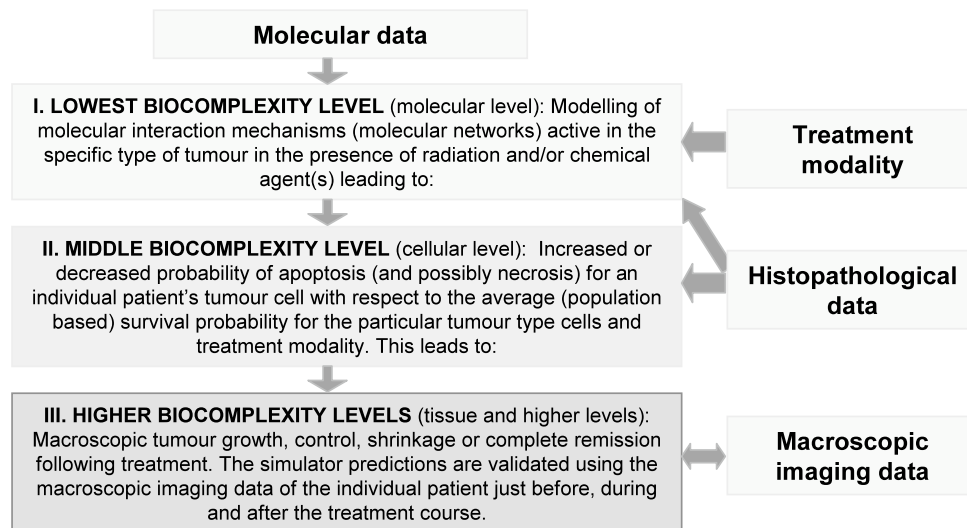 Molecular data
I. LOWEST BIOCOMPLEXITY LEVEL (molecular level): Modelling of
molecular interaction mechanisms (molecular networks) active in the
specific type of tumour in the presence of radiation and/or chemical
agent(s) leading to:
Treatment
modality
II. MIDDLE BIOCOMPLEXITY LEVEL (cellular level): Increased or
decreased probability of apoptosis (and possibly necrosis) for an
individual patient's tumour cell with respect to the average (population
based) survival probability for the particular tumour type cells and
treatment modality. This leads to:
Histopathological
data
III. HIGHER BIOCOMPLEXITY LEVELS (tissue and higher levels):
Macroscopic tumour growth, control, shrinkage or complete remission
following treatment. The simulator predictions are validated using the
macroscopic imaging data of the individual patient just before, during
and after the treatment course.
Macroscopic
imaging data